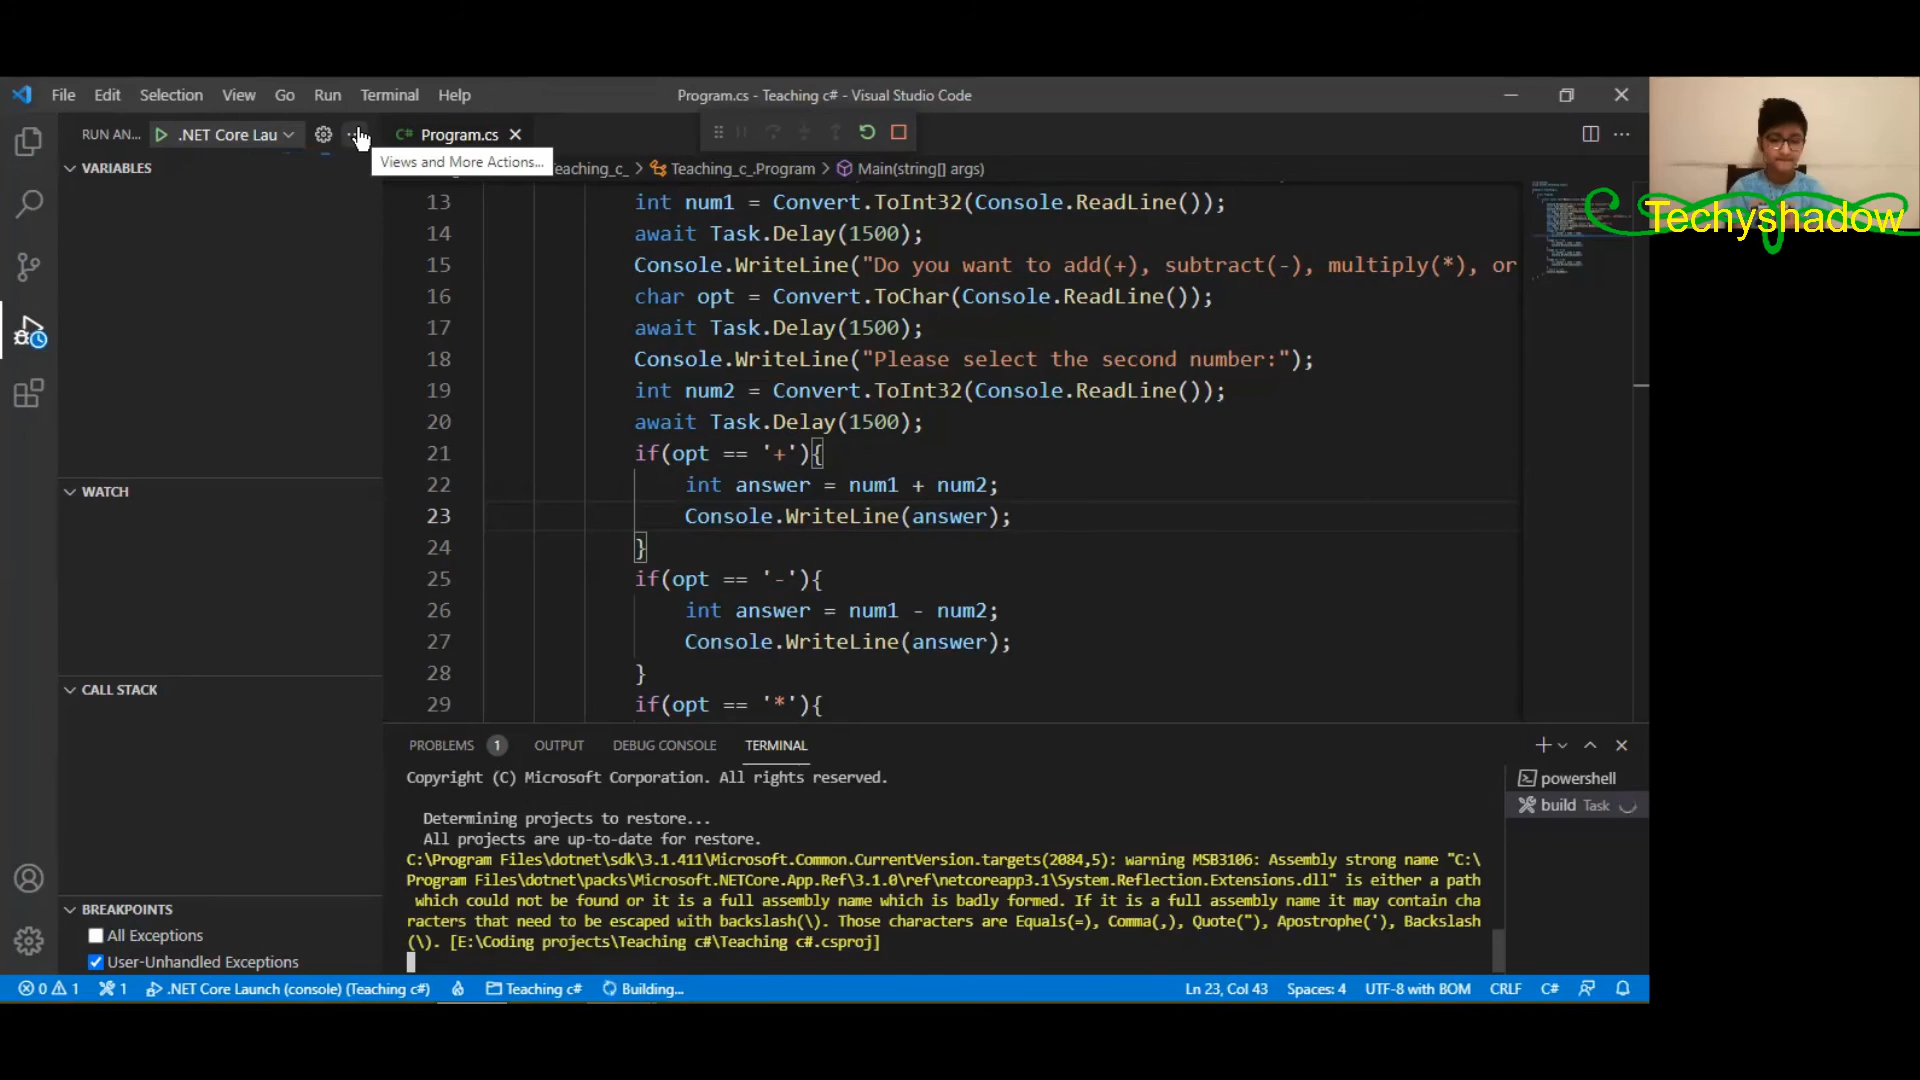 File Edit Selection View Go Run Terminal Help
Program.cs - Teaching c# - Visual Studio Code
RUN AN... .NET Core Lau
C# Program.cs
Views and More Actions...
Teaching_c_ > Teaching_c_.Program > Main(string[] args)
Techyshadow
VARIABLES
WATCH
CALL STACK
BREAKPOINTS
All Exceptions
User-Unhandled Exceptions
13 int num1 = Convert.ToInt32(Console.ReadLine());
14 await Task.Delay(1500);
15 Console.WriteLine("Do you want to add(+), subtract(-), multiply(*), or
16 char opt = Convert.ToChar(Console.ReadLine());
17 await Task.Delay(1500);
18 Console.WriteLine("Please select the second number:");
19 int num2 = Convert.ToInt32(Console.ReadLine());
20 await Task.Delay(1500);
21 if(opt == '+'){
22 int answer = num1 + num2;
23 Console.WriteLine(answer);
24 }
25 if(opt == '-'){
26 int answer = num1 - num2;
27 Console.WriteLine(answer);
28 }
29 if(opt == '*'){
PROBLEMS 1 OUTPUT DEBUG CONSOLE TERMINAL
Copyright (C) Microsoft Corporation. All rights reserved.
Determining projects to restore...
All projects are up-to-date for restore.
C:\Program Files\dotnet\sdk\3.1.411\Microsoft.Common.CurrentVersion.targets(2084,5): warning MSB3106: Assembly strong name "C:\
Program Files\dotnet\packs\Microsoft.NETCore.App.Ref\3.1.0\ref\netcoreapp3.1\System.Reflection.Extensions.dll" is either a path
which could not be found or it is a full assembly name which is badly formed. If it is a full assembly name it may contain cha
racters that need to be escaped with backslash(\). Those characters are Equals(=), Comma(,), Quote("), Apostrophe('), Backslash
(\). [E:\Coding projects\Teaching c#\Teaching c#.csproj]
powershell
build Task
0 1 1 .NET Core Launch (console) (Teaching c#) Teaching c# Building... Ln 23, Col 43 Spaces: 4 UTF-8 with BOM CRLF C#